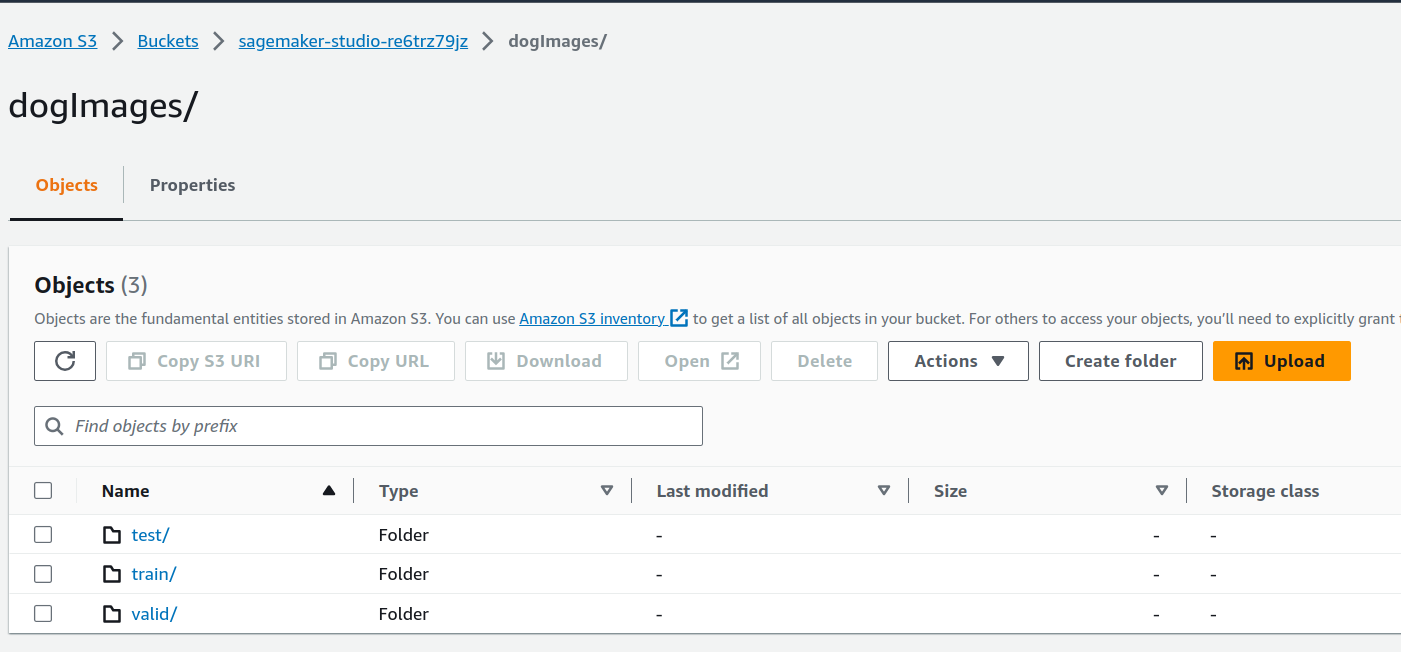 Amazon S3 > Buckets > sagemaker-studio-re6trz79jz > dogImages/
dogImages/
Objects Properties
Objects (3)
Objects are the fundamental entities stored in Amazon S3. You can use Amazon S3 inventory to get a list of all objects in your bucket. For others to access your objects, you'll need to explicitly grant
Copy S3 URI Copy URL Download Open Delete Actions Create folder Upload
Find objects by prefix
Name Type Last modified Size Storage class
test/ Folder - - -
train/ Folder - - -
valid/ Folder - - -